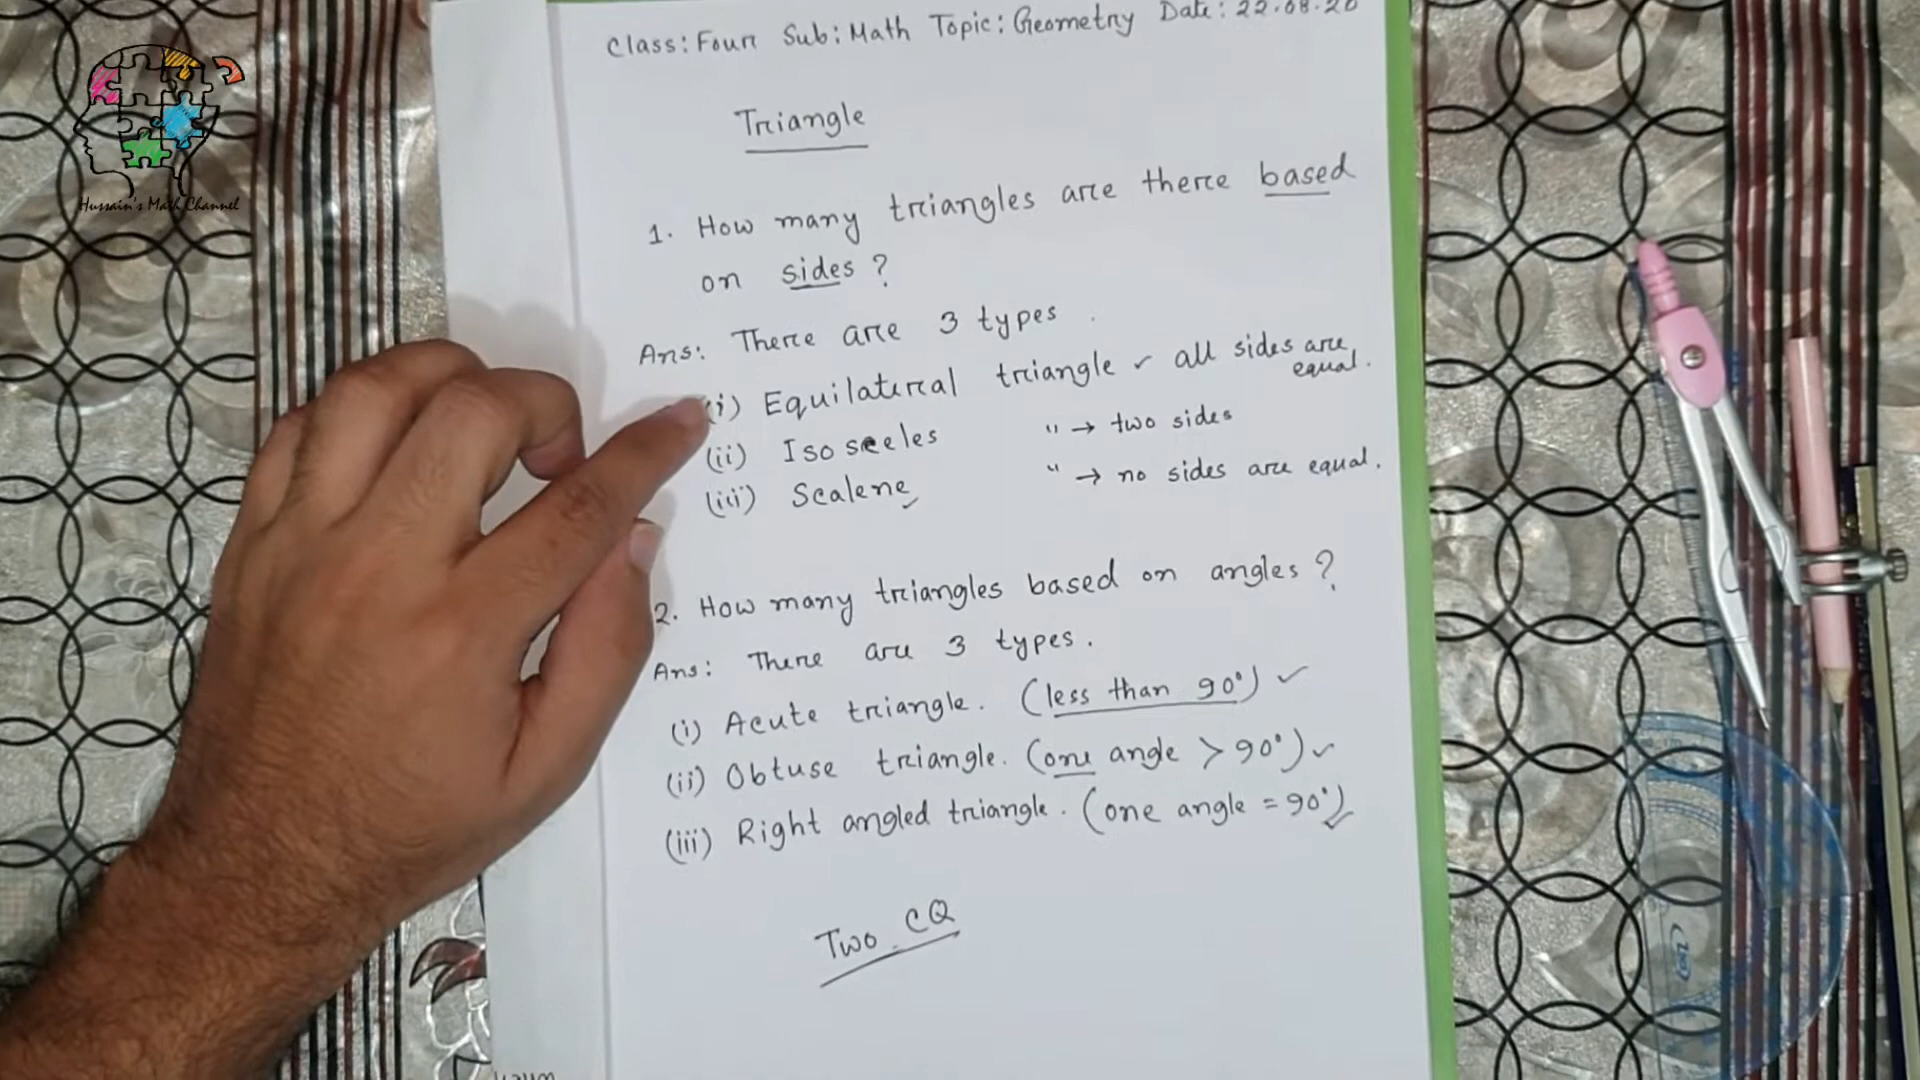 Class: Four Sub: Math Topic: Geometry Date: 22.08.20
Hussain's Math Channel
Triangle
1. How many triangles are there based
on sides?
Ans: There are 3 types.
(i) Equilateral triangle ✓ all sides are
equal.
(ii) Isosceles " → two sides
(iii) Scalene " → no sides are equal.
2. How many triangles based on angles?
Ans: There are 3 types.
(i) Acute triangle. (less than 90°) ✓
(ii) Obtuse triangle. (one angle > 90°) ✓
(iii) Right angled triangle. (one angle = 90°) ✓
Two CQ